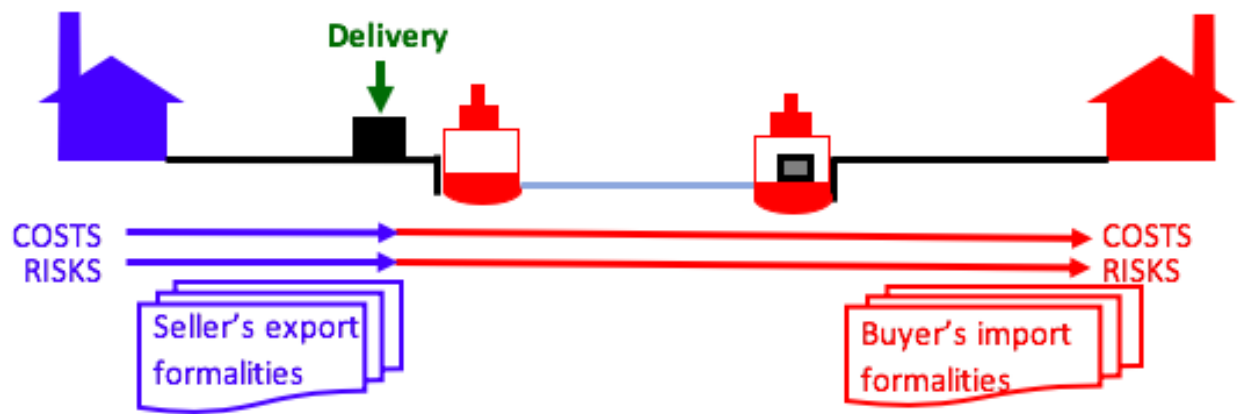 Delivery
COSTS
COSTS
RISKS
RISKS
Seller's export
formalities
Buyer's import
formalities